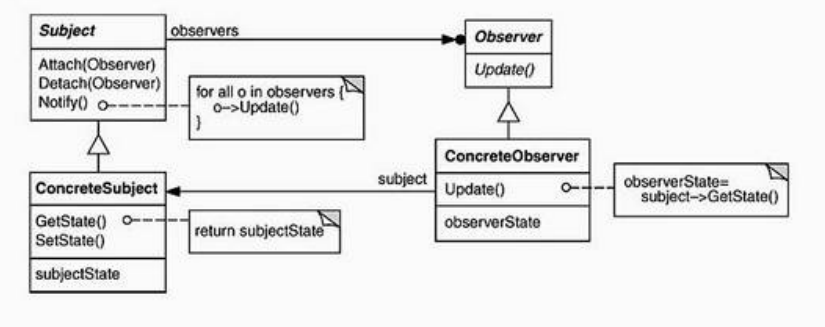 Subject
Attach(Observer)
Detach(Observer)
Notify()
observers
Observer
Update()
for all o in observers {
o->Update()
}
ConcreteSubject
GetState()
SetState()
subjectState
return subjectState
subject
ConcreteObserver
Update()
observerState
observerState=
subject->GetState()